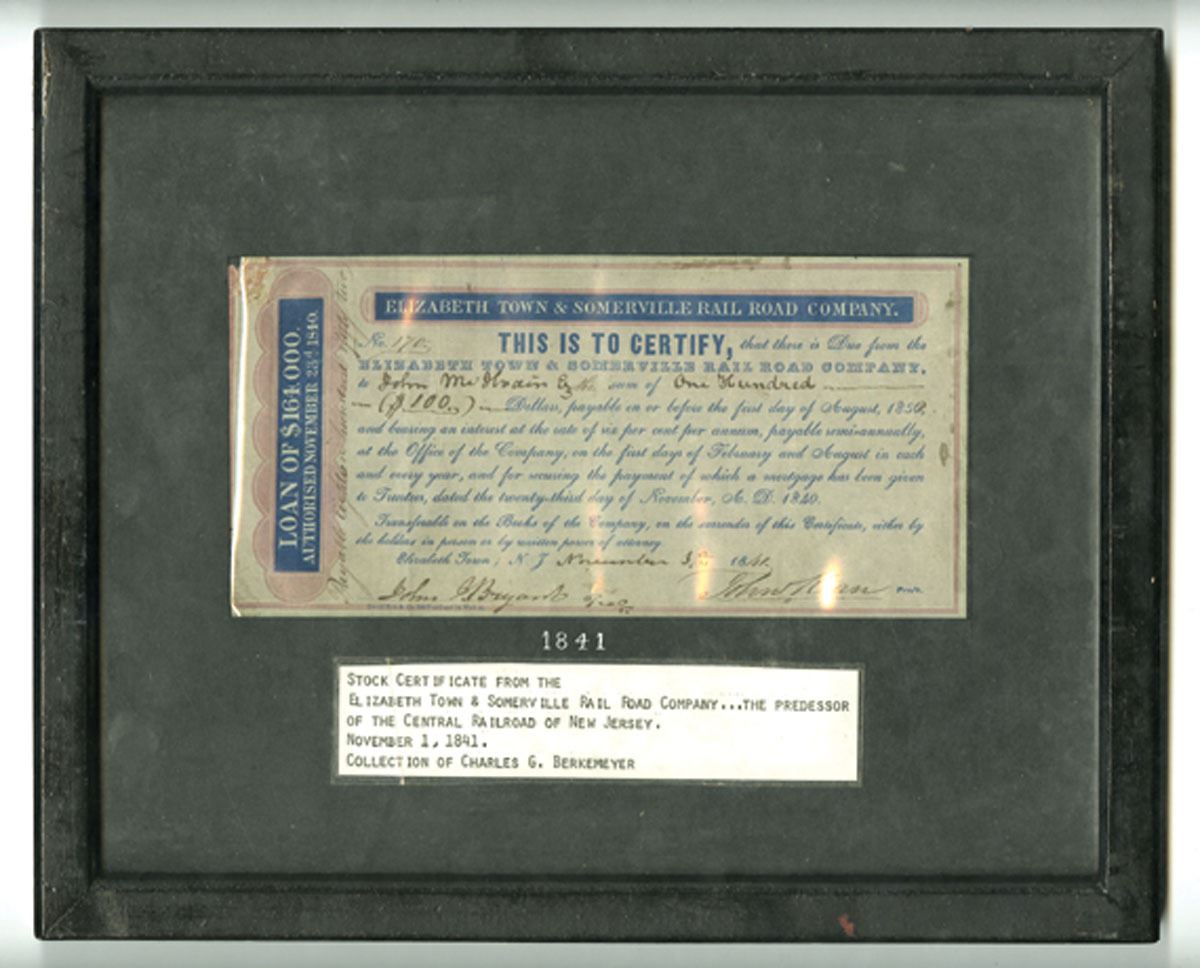 LOAN OF $164,000.
AUTHORISED NOVEMBER 23d 1840.
ELIZABETH TOWN & SOMERVILLE RAIL ROAD COMPANY.
No. 170 THIS IS TO CERTIFY, that there is Due from the
ELIZABETH TOWN & SOMERVILLE RAIL ROAD COMPANY,
to John Esq the sum of One Hundred
($100.) Dollars, payable on or before the first day of August, 1850,
and bearing an interest at the rate of six per cent per annum, payable semi-annually,
at the Office of the Company, on the first days of February and August in each
and every year, and for securing the payment of which a mortgage has been given
to Trustees, dated the twenty-third day of November, A. D. 1840.
Transferable on the Books of the Company, on the surrender of this Certificate, either by
the holders in person or by written power of attorney.
Elizabeth Town, N. J. November 184
John Bryant Prest.
1841
STOCK CERTIFICATE FROM THE
ELIZABETH TOWN & SOMERVILLE RAIL ROAD COMPANY...THE PREDESSOR
OF THE CENTRAL RAILROAD OF NEW JERSEY.
NOVEMBER 1, 1841.
COLLECTION OF CHARLES G. BERKEMEYER